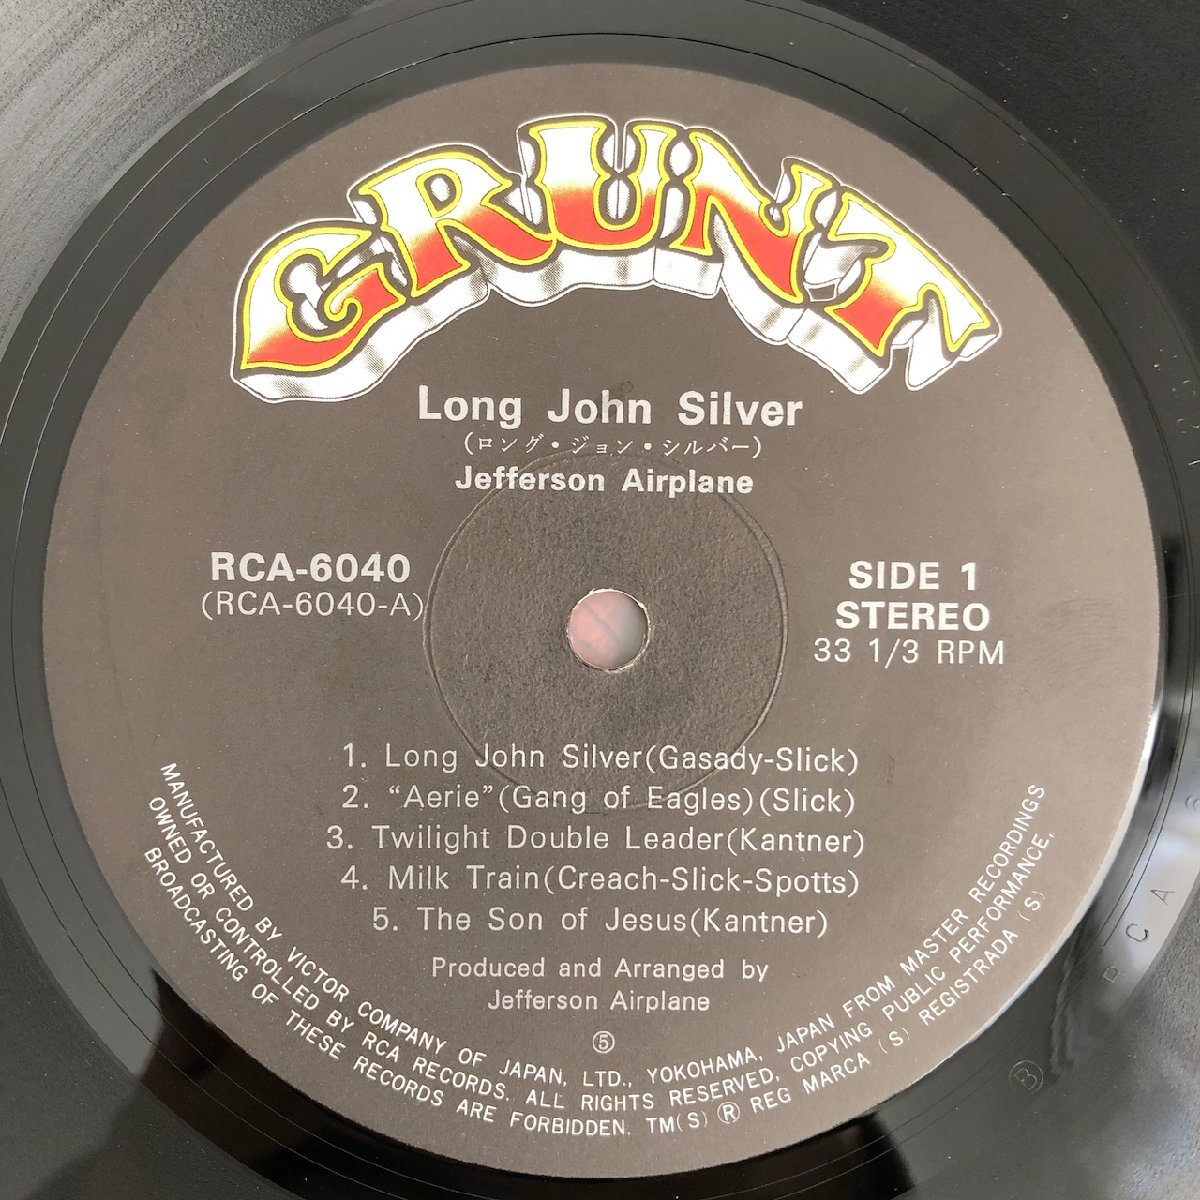 GRUNT
Long John Silver
(ロング・ジョン・シルバー)
Jefferson Airplane
RCA-6040
(RCA-6040-A)
SIDE 1
STEREO
33 1/3 RPM
1. Long John Silver(Gasady-Slick)
2. "Aerie"(Gang of Eagles)(Slick)
3. Twilight Double Leader(Kantner)
4. Milk Train(Creach-Slick-Spotts)
5. The Son of Jesus(Kantner)
Produced and Arranged by
Jefferson Airplane
⑤
MANUFACTURED BY VICTOR COMPANY OF JAPAN, LTD., YOKOHAMA, JAPAN FROM MASTER RECORDINGS
OWNED OR CONTROLLED BY RCA RECORDS. ALL RIGHTS RESERVED, COPYING PUBLIC PERFORMANCE,
BROADCASTING OF THESE RECORDS ARE FORBIDDEN. TM(S) ® REG MARCA (S) REGISTRADA (S)
R C A
B